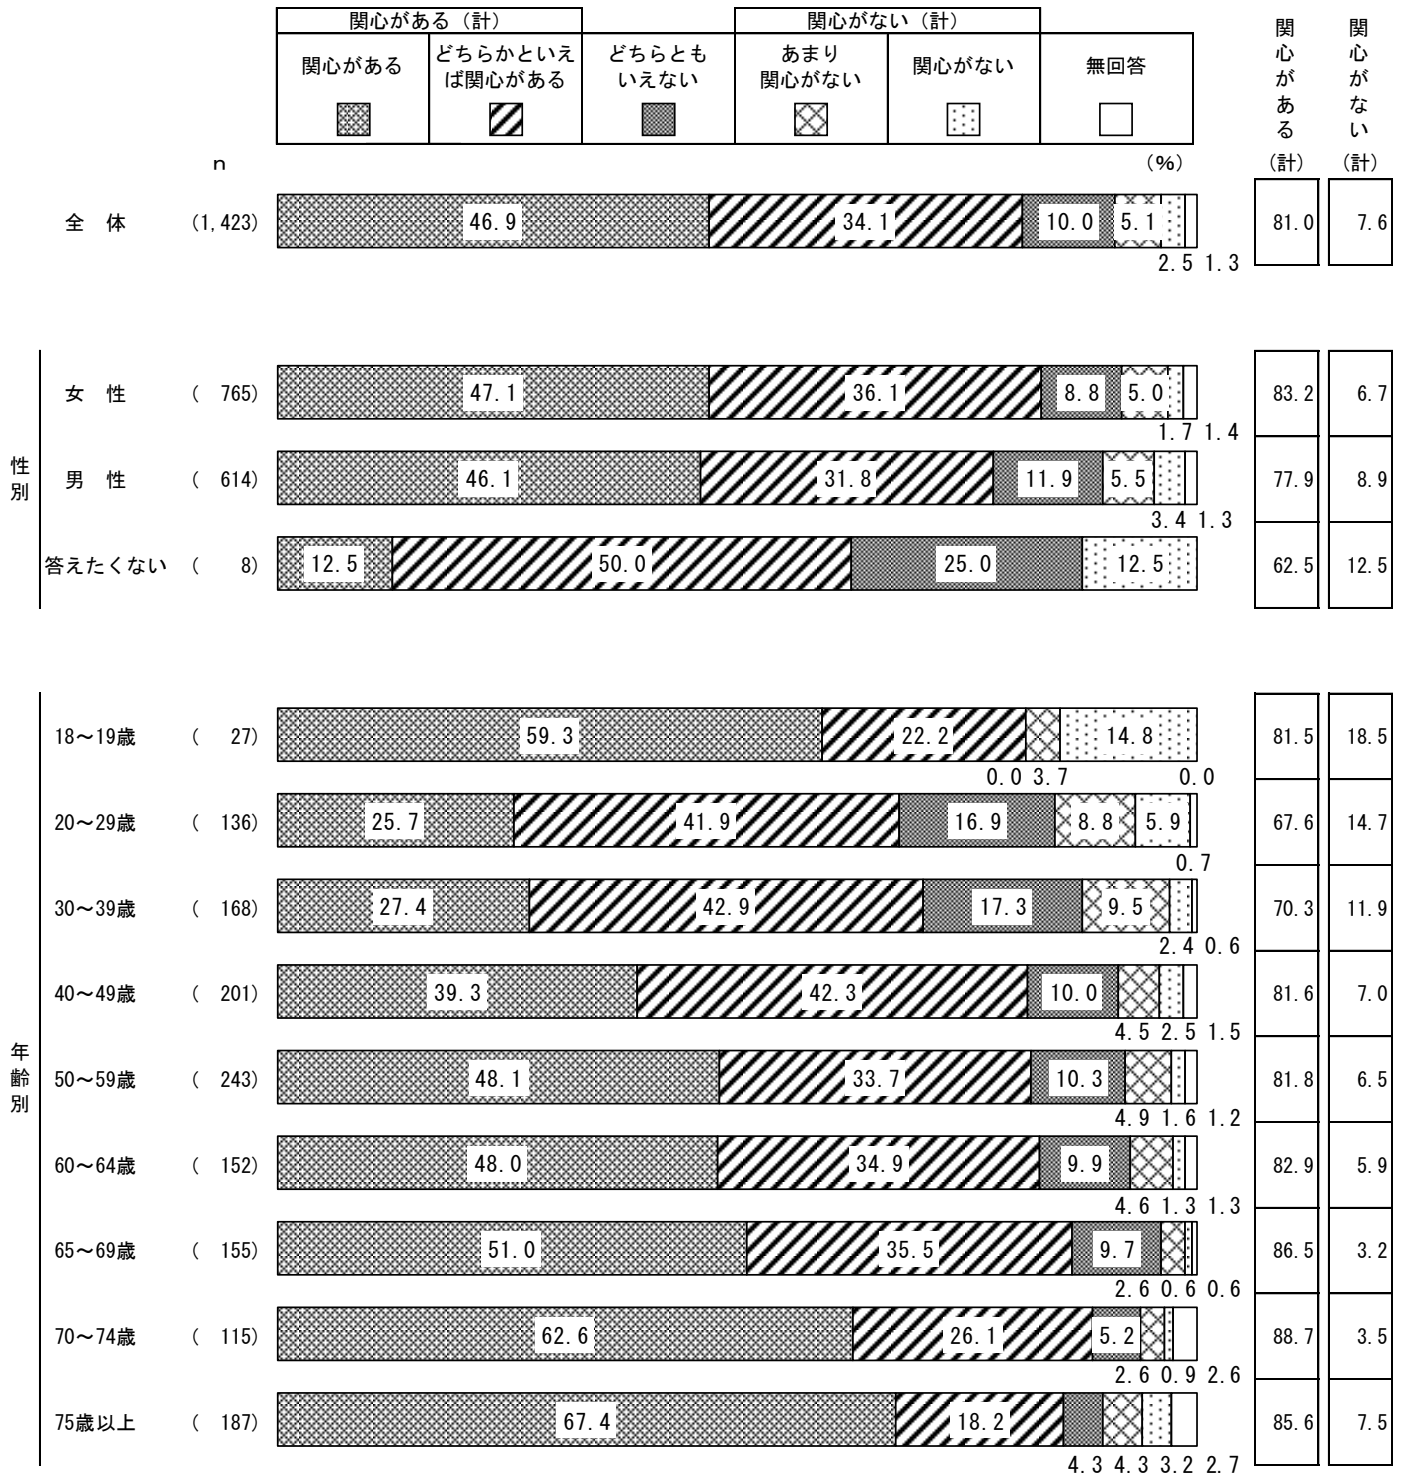 関心がある（計） 関心がない（計）
関心がある どちらかといえば関心がある どちらともいえない あまり関心がない 関心がない 無回答 関心がある（計） 関心がない（計）
n (%)
全 体 (1,423) 46.9 34.1 10.0 5.1 81.0 7.6
2.5 1.3
性別
女 性 ( 765) 47.1 36.1 8.8 5.0 83.2 6.7
1.7 1.4
男 性 ( 614) 46.1 31.8 11.9 5.5 77.9 8.9
3.4 1.3
答えたくない ( 8) 12.5 50.0 25.0 12.5 62.5 12.5
年齢別
18～19歳 ( 27) 59.3 22.2 14.8 81.5 18.5
0.0 3.7 0.0
20～29歳 ( 136) 25.7 41.9 16.9 8.8 5.9 67.6 14.7
0.7
30～39歳 ( 168) 27.4 42.9 17.3 9.5 70.3 11.9
2.4 0.6
40～49歳 ( 201) 39.3 42.3 10.0 81.6 7.0
4.5 2.5 1.5
50～59歳 ( 243) 48.1 33.7 10.3 81.8 6.5
4.9 1.6 1.2
60～64歳 ( 152) 48.0 34.9 9.9 82.9 5.9
4.6 1.3 1.3
65～69歳 ( 155) 51.0 35.5 9.7 86.5 3.2
2.6 0.6 0.6
70～74歳 ( 115) 62.6 26.1 5.2 88.7 3.5
2.6 0.9 2.6
75歳以上 ( 187) 67.4 18.2 85.6 7.5
4.3 4.3 3.2 2.7